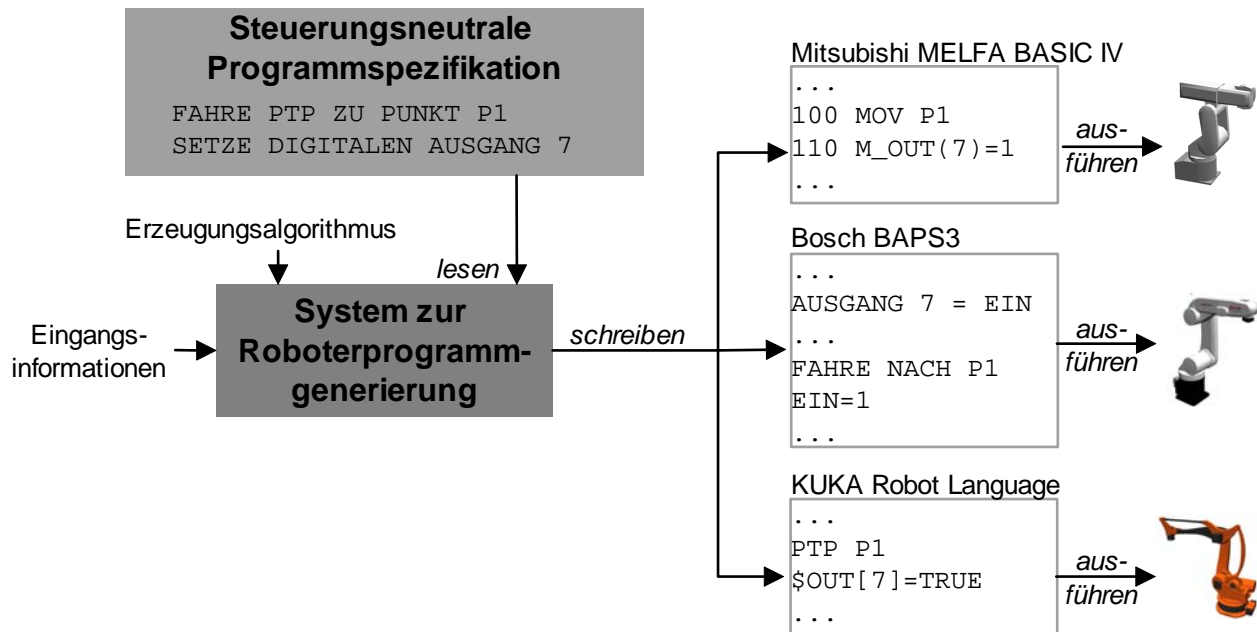 Steuerungsneutrale
Programmspezifikation
FAHRE PTP ZU PUNKT P1
SETZE DIGITALEN AUSGANG 7
Erzeugungsalgorithmus
lesen
Eingangs-
informationen
System zur
Roboterprogramm-
generierung
schreiben
Mitsubishi MELFA BASIC IV
...
100 MOV P1
110 M_OUT(7)=1
...
aus-
führen
Bosch BAPS3
...
AUSGANG 7 = EIN
...
FAHRE NACH P1
EIN=1
...
aus-
führen
KUKA Robot Language
...
PTP P1
$OUT[7]=TRUE
...
aus-
führen